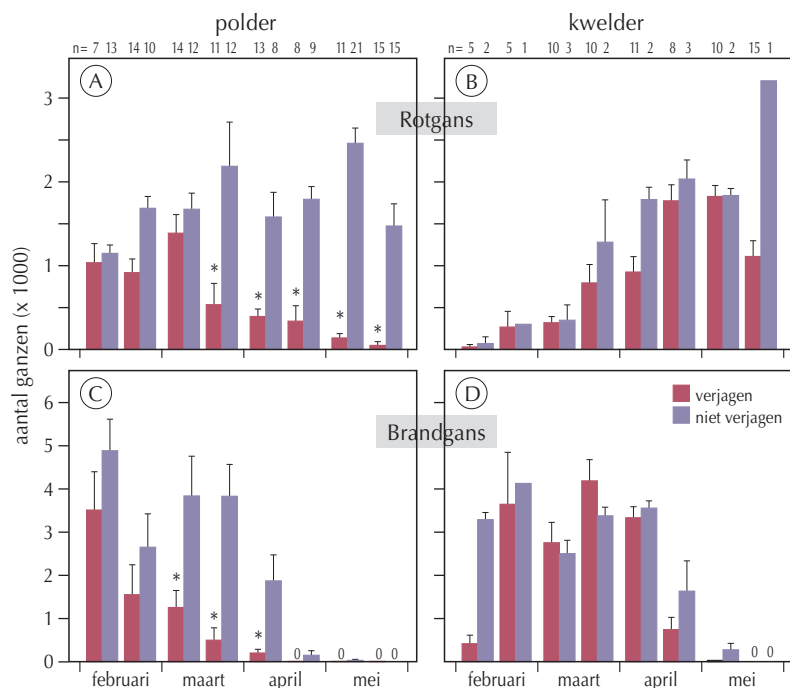 polder
kwelder
n= 7 13 14 10 14 12 11 12 13 8 8 9 11 21 15 15
n= 5 2 5 1 10 3 10 2 11 2 8 3 10 2 15 1
A
B
Rotgans
3
2
1
0
* * * * *
aantal ganzen (x 1000)
C
D
Brandgans
verjagen
niet verjagen
6
5
4
3
2
1
0
* * *
0 0 0 0
0 0
februari maart april mei
februari maart april mei